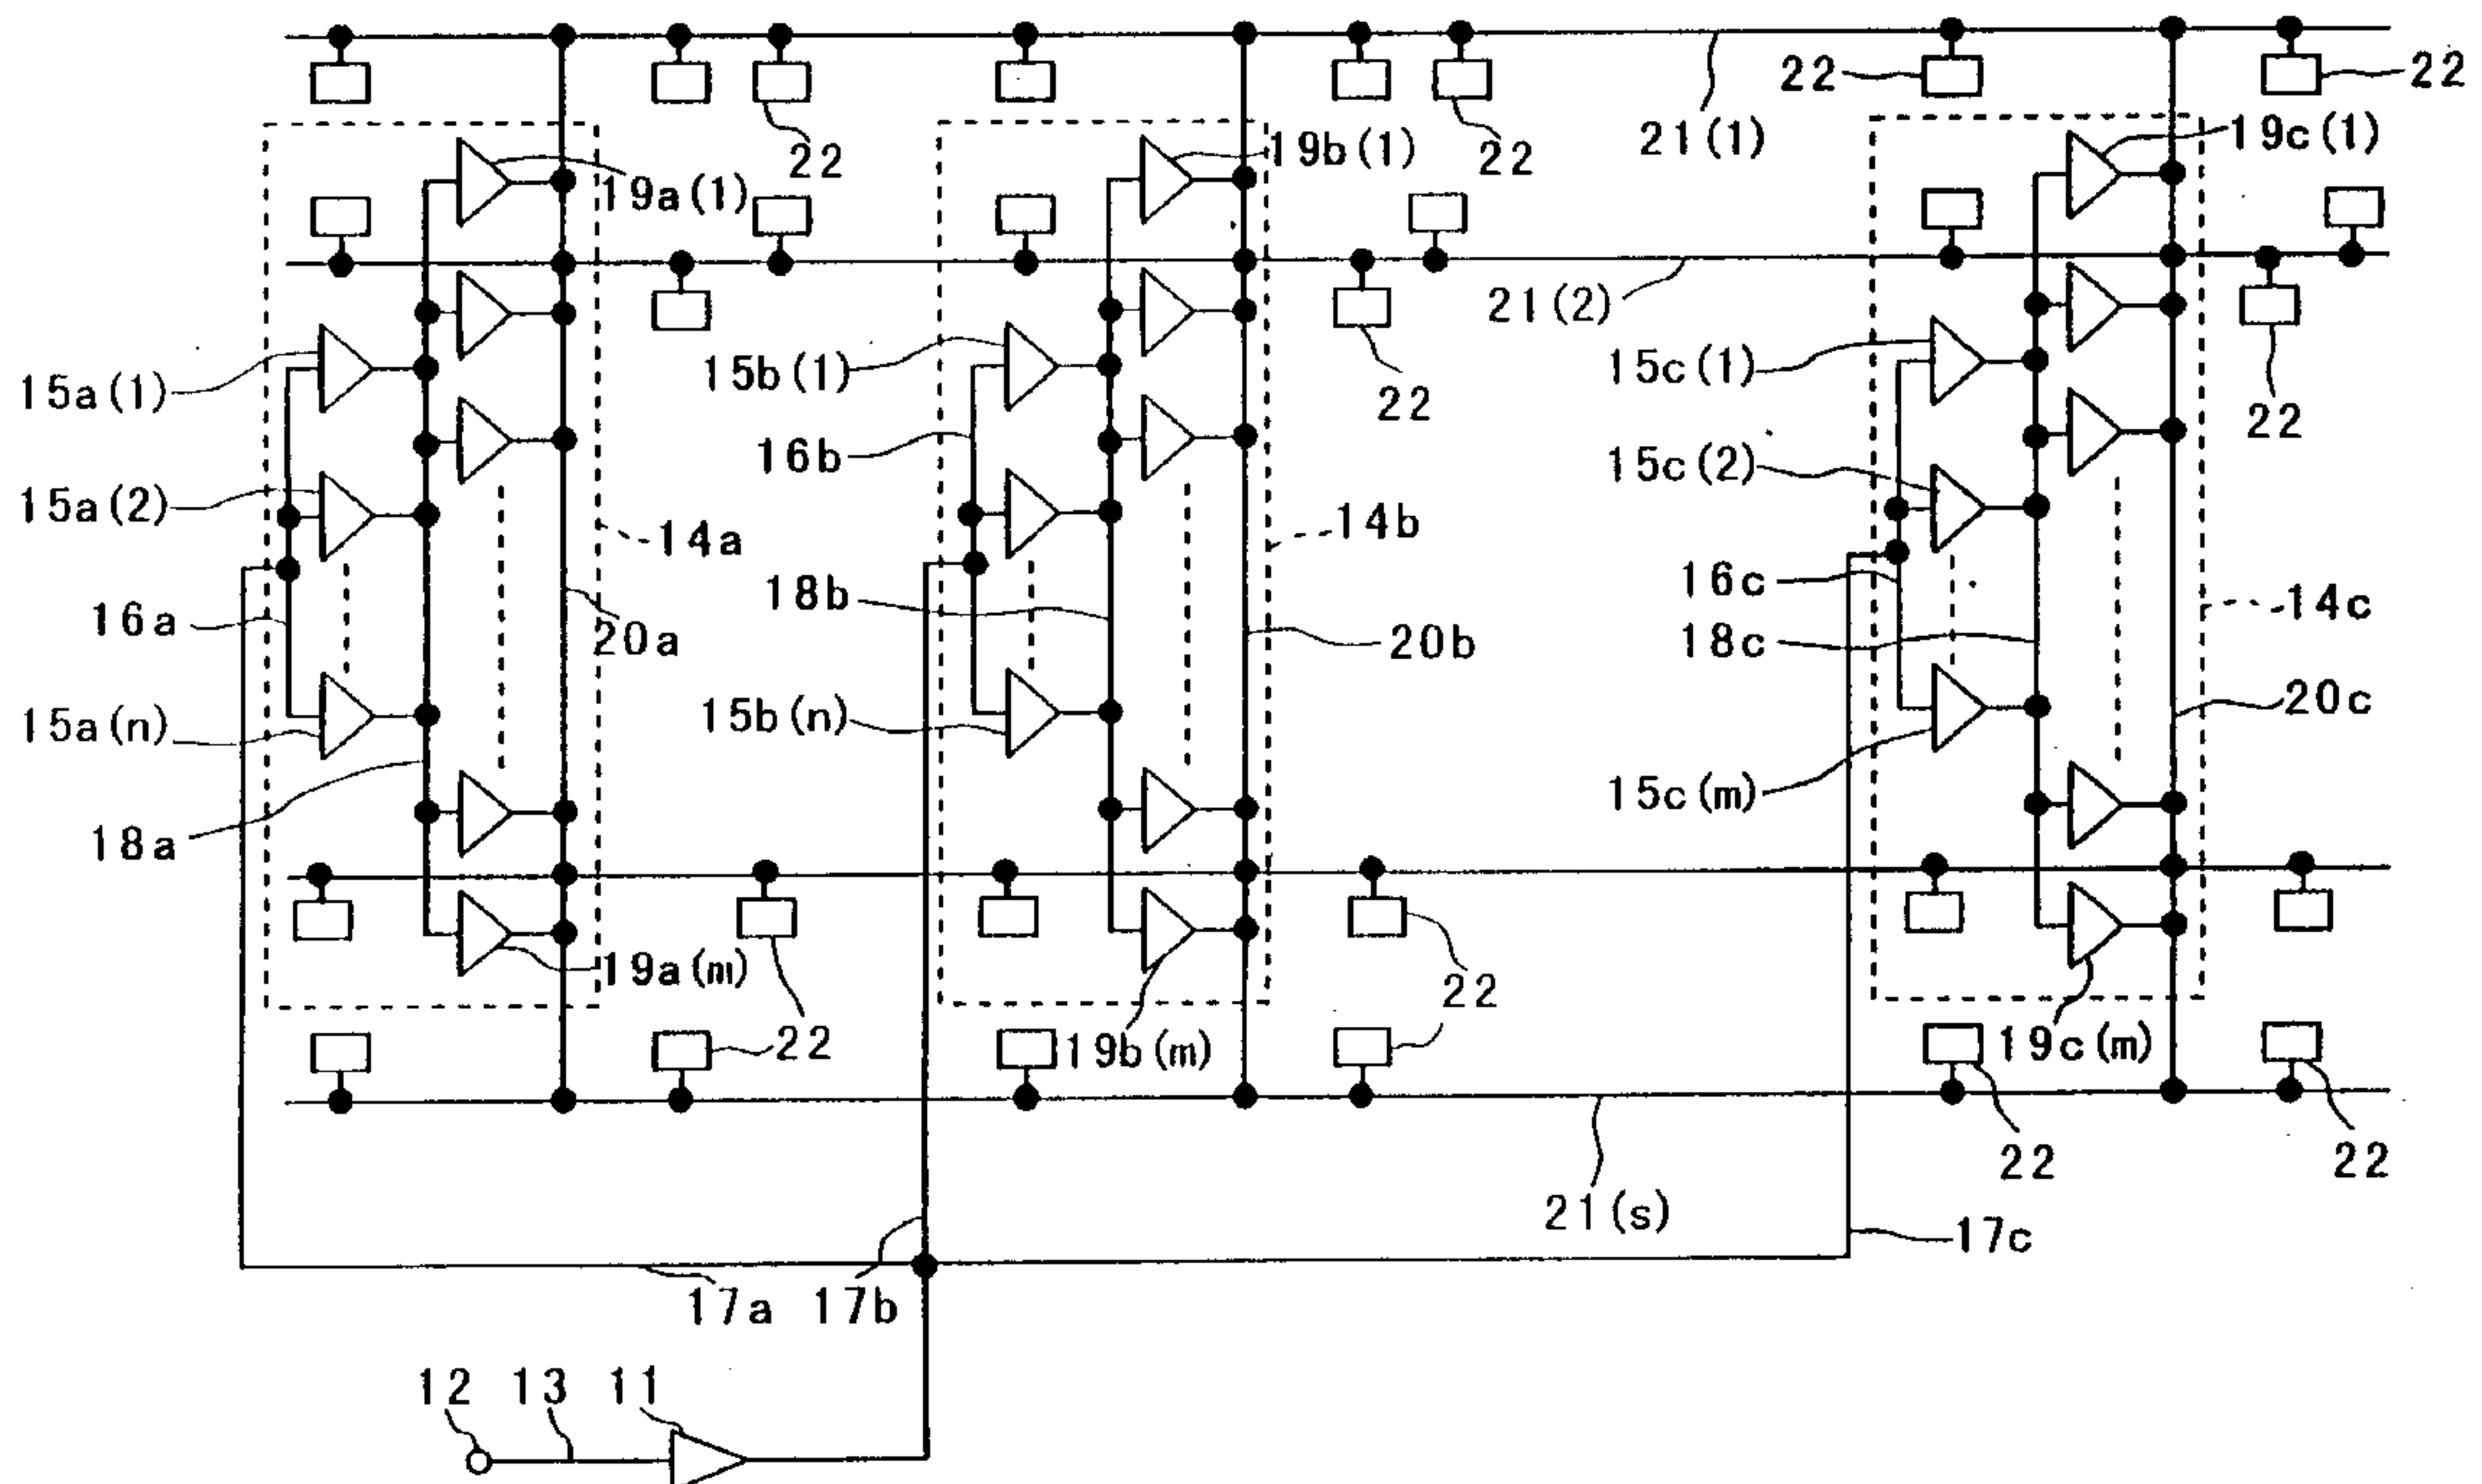 22
22
22
22
22
21(1)
19a(1)
19b(1)
19c(1)
21(2)
22
22
15a(1)
15b(1)
15c(1)
16b
15c(2)
15a(2)
14a
14b
16a
18b
16c
14c
20a
20b
18c
20c
15a(n)
15b(n)
15c(m)
18a
19a(m)
22
22
22
19b(m)
19c(m)
22
22
21(s)
17c
17a
17b
12
13
11